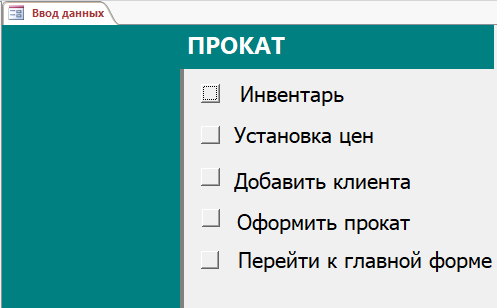 Ввод данных
ПРОКАТ
Инвентарь
Установка цен
Добавить клиента
Оформить прокат
Перейти к главной форме